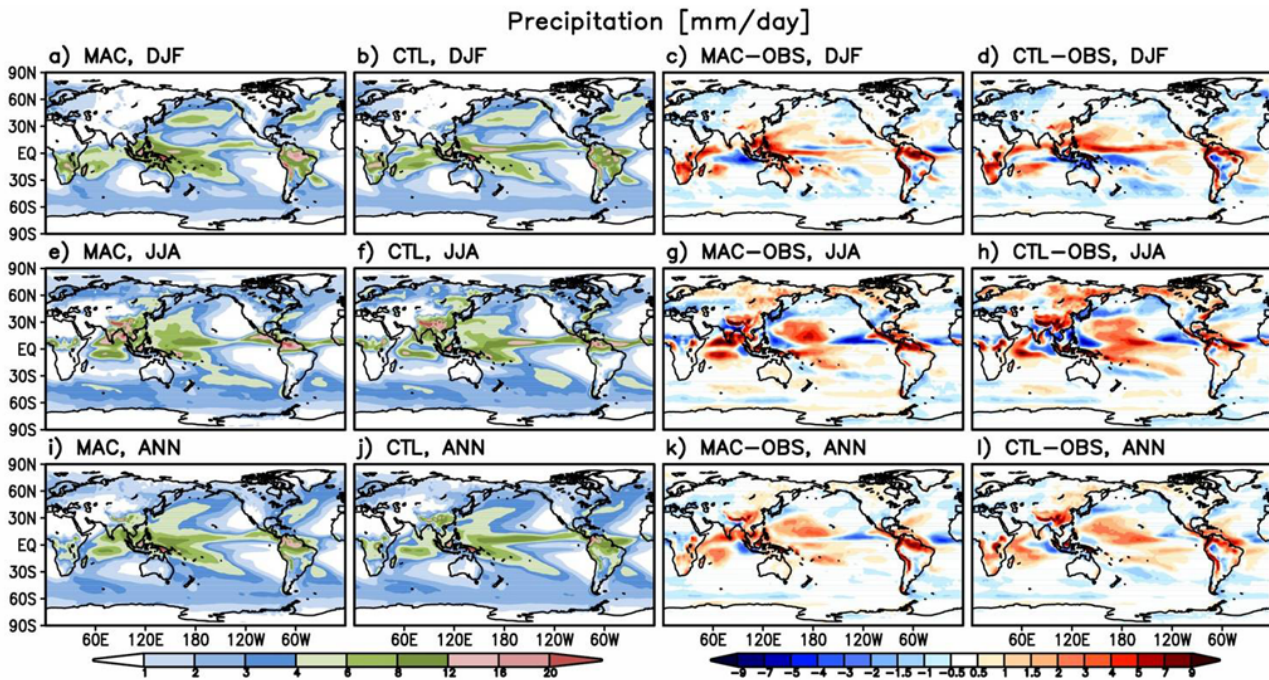 Precipitation [mm/day]
a) MAC, DJF
b) CTL, DJF
c) MAC−OBS, DJF
d) CTL−OBS, DJF
90N
60N
30N
EQ
30S
60S
90S
e) MAC, JJA
f) CTL, JJA
g) MAC−OBS, JJA
h) CTL−OBS, JJA
90N
60N
30N
EQ
30S
60S
90S
i) MAC, ANN
j) CTL, ANN
k) MAC−OBS, ANN
l) CTL−OBS, ANN
90N
60N
30N
EQ
30S
60S
90S
60E 120E 180 120W 60W 60E 120E 180 120W 60W 60E 120E 180 120W 60W 60E 120E 180 120W 60W
1 2 3 4 6 8 12 16 20 −9 −7 −5 −4 −3 −2 −1.5 −1 −0.5 0.5 1 1.5 2 3 4 5 7 9